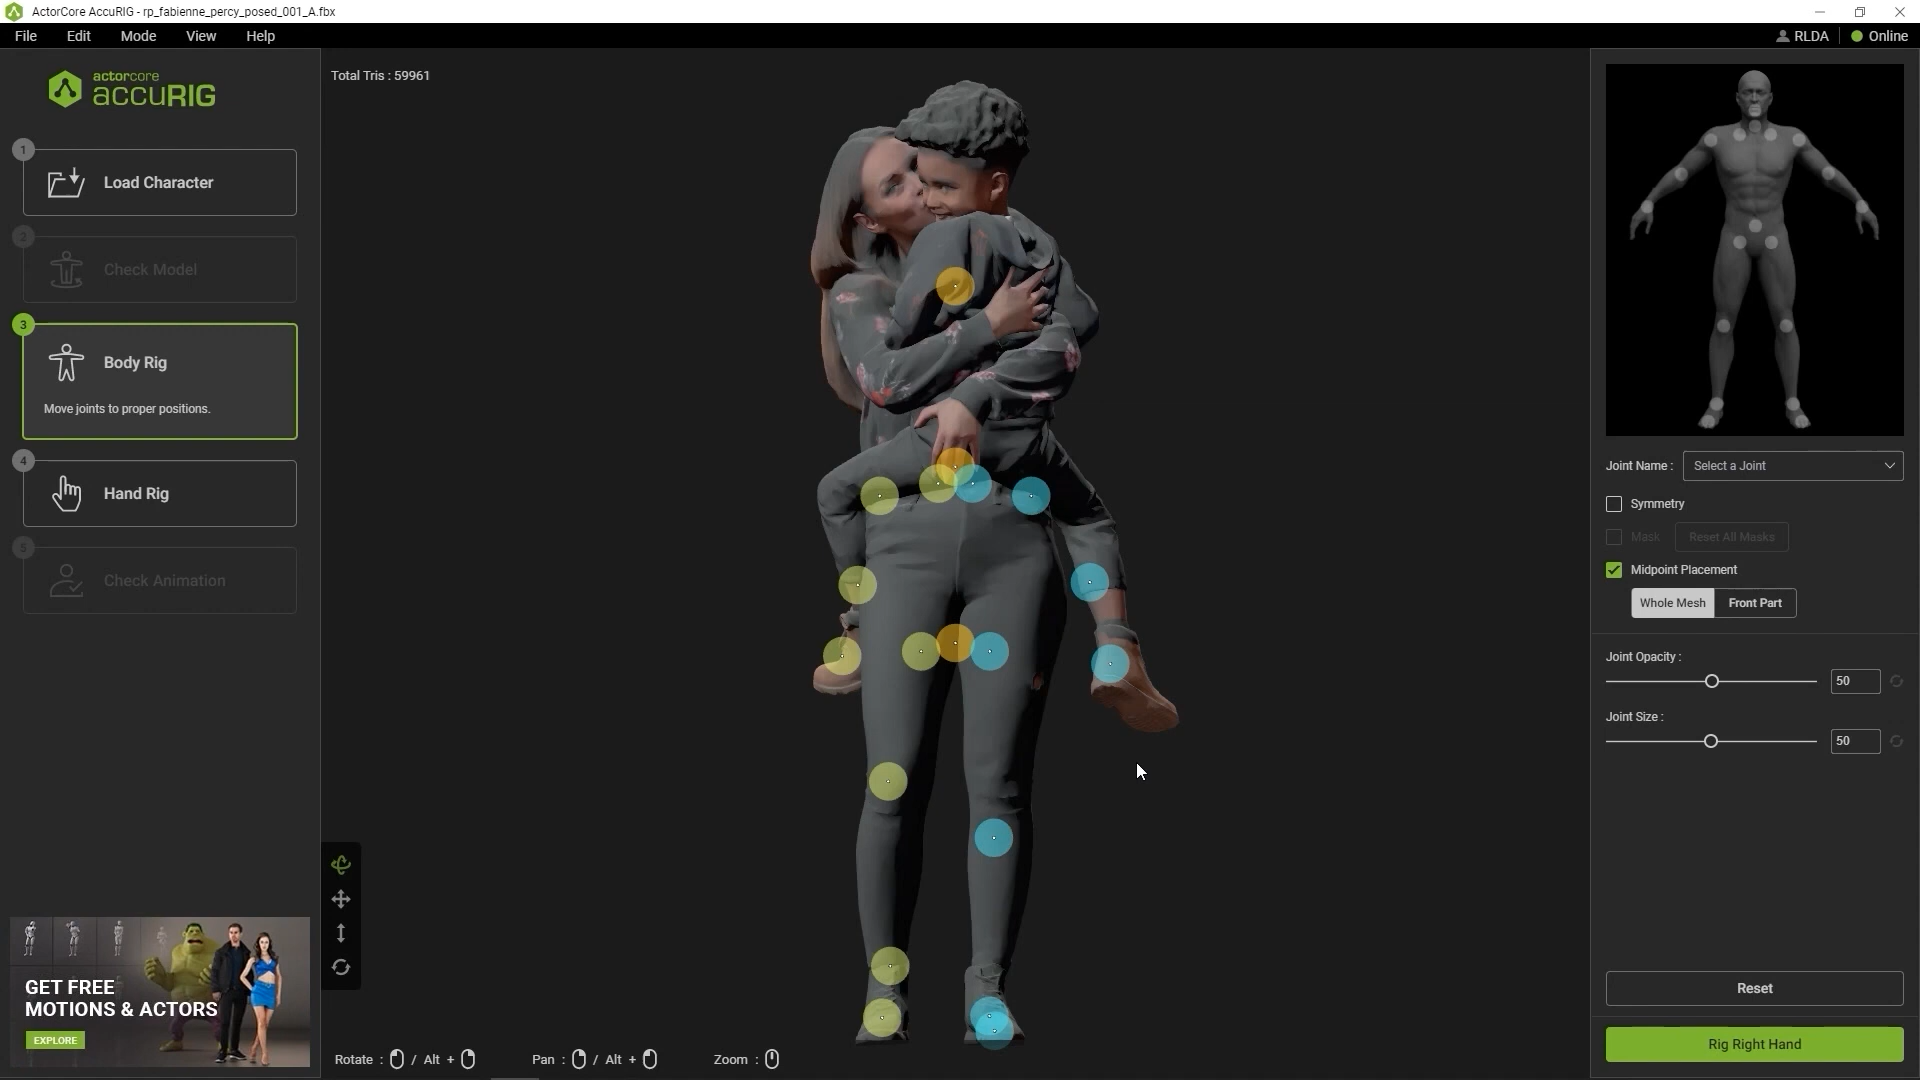 ActorCore AccuRIG - rp_fabienne_percy_posed_001_A.fbx
File Edit Mode View Help
RLDA Online
actorcore
accuRIG
Total Tris : 59961
1
Load Character
2
Check Model
3
Body Rig
Move joints to proper positions.
4
Hand Rig
5
Check Animation
GET FREE
MOTIONS & ACTORS
EXPLORE
Rotate : / Alt + Pan : / Alt + Zoom :
Joint Name : Select a Joint
Symmetry
Mask Reset All Masks
Midpoint Placement
Whole Mesh Front Part
Joint Opacity :
50
Joint Size :
50
Reset
Rig Right Hand